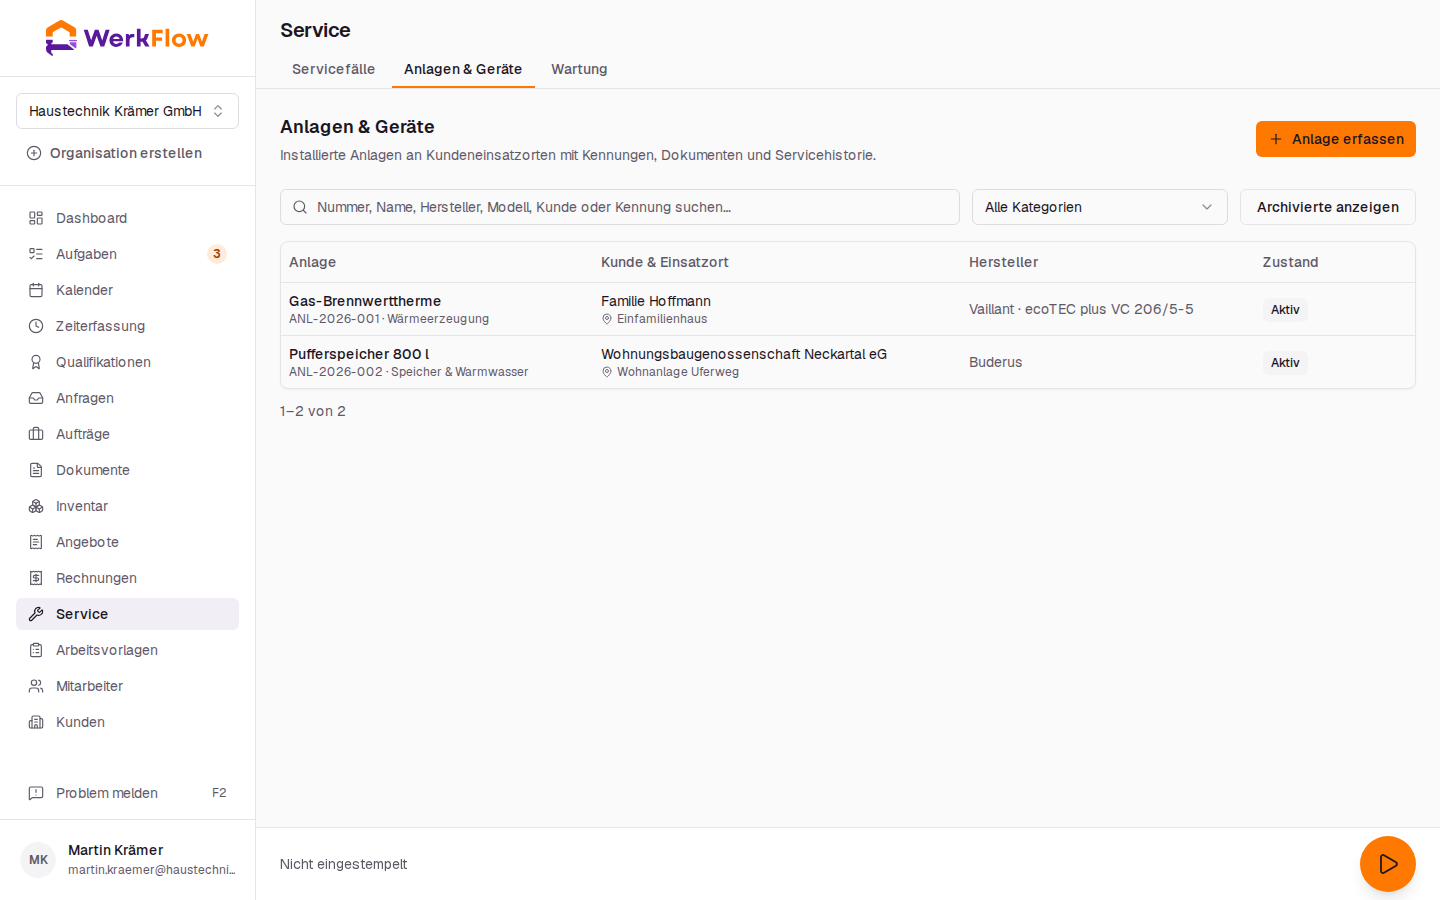 WerkFlow
Haustechnik Krämer GmbH
Organisation erstellen
Dashboard
Aufgaben 3
Kalender
Zeiterfassung
Qualifikationen
Anfragen
Aufträge
Dokumente
Inventar
Angebote
Rechnungen
Service
Arbeitsvorlagen
Mitarbeiter
Kunden
Problem melden F2
MK
Martin Krämer
martin.kraemer@haustechni...
Service
Servicefälle Anlagen & Geräte Wartung
Anlagen & Geräte
Installierte Anlagen an Kundeneinsatzorten mit Kennungen, Dokumenten und Servicehistorie.
Anlage erfassen
Nummer, Name, Hersteller, Modell, Kunde oder Kennung suchen...
Alle Kategorien
Archivierte anzeigen
Anlage Kunde & Einsatzort Hersteller Zustand
Gas-Brennwerttherme
ANL-2026-001 · Wärmeerzeugung
Familie Hoffmann
Einfamilienhaus
Vaillant · ecoTEC plus VC 206/5-5
Aktiv
Pufferspeicher 800 l
ANL-2026-002 · Speicher & Warmwasser
Wohnungsbaugenossenschaft Neckartal eG
Wohnanlage Uferweg
Buderus
Aktiv
1–2 von 2
Nicht eingestempelt